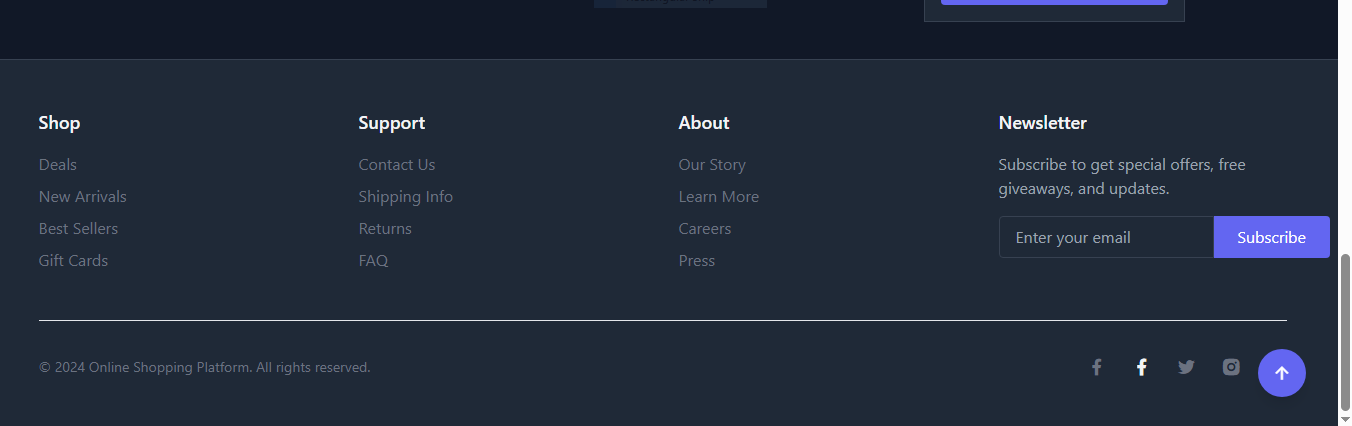 Shop
Deals
New Arrivals
Best Sellers
Gift Cards
Support
Contact Us
Shipping Info
Returns
FAQ
About
Our Story
Learn More
Careers
Press
Newsletter
Subscribe to get special offers, free
giveaways, and updates.
Enter your email
Subscribe
© 2024 Online Shopping Platform. All rights reserved.